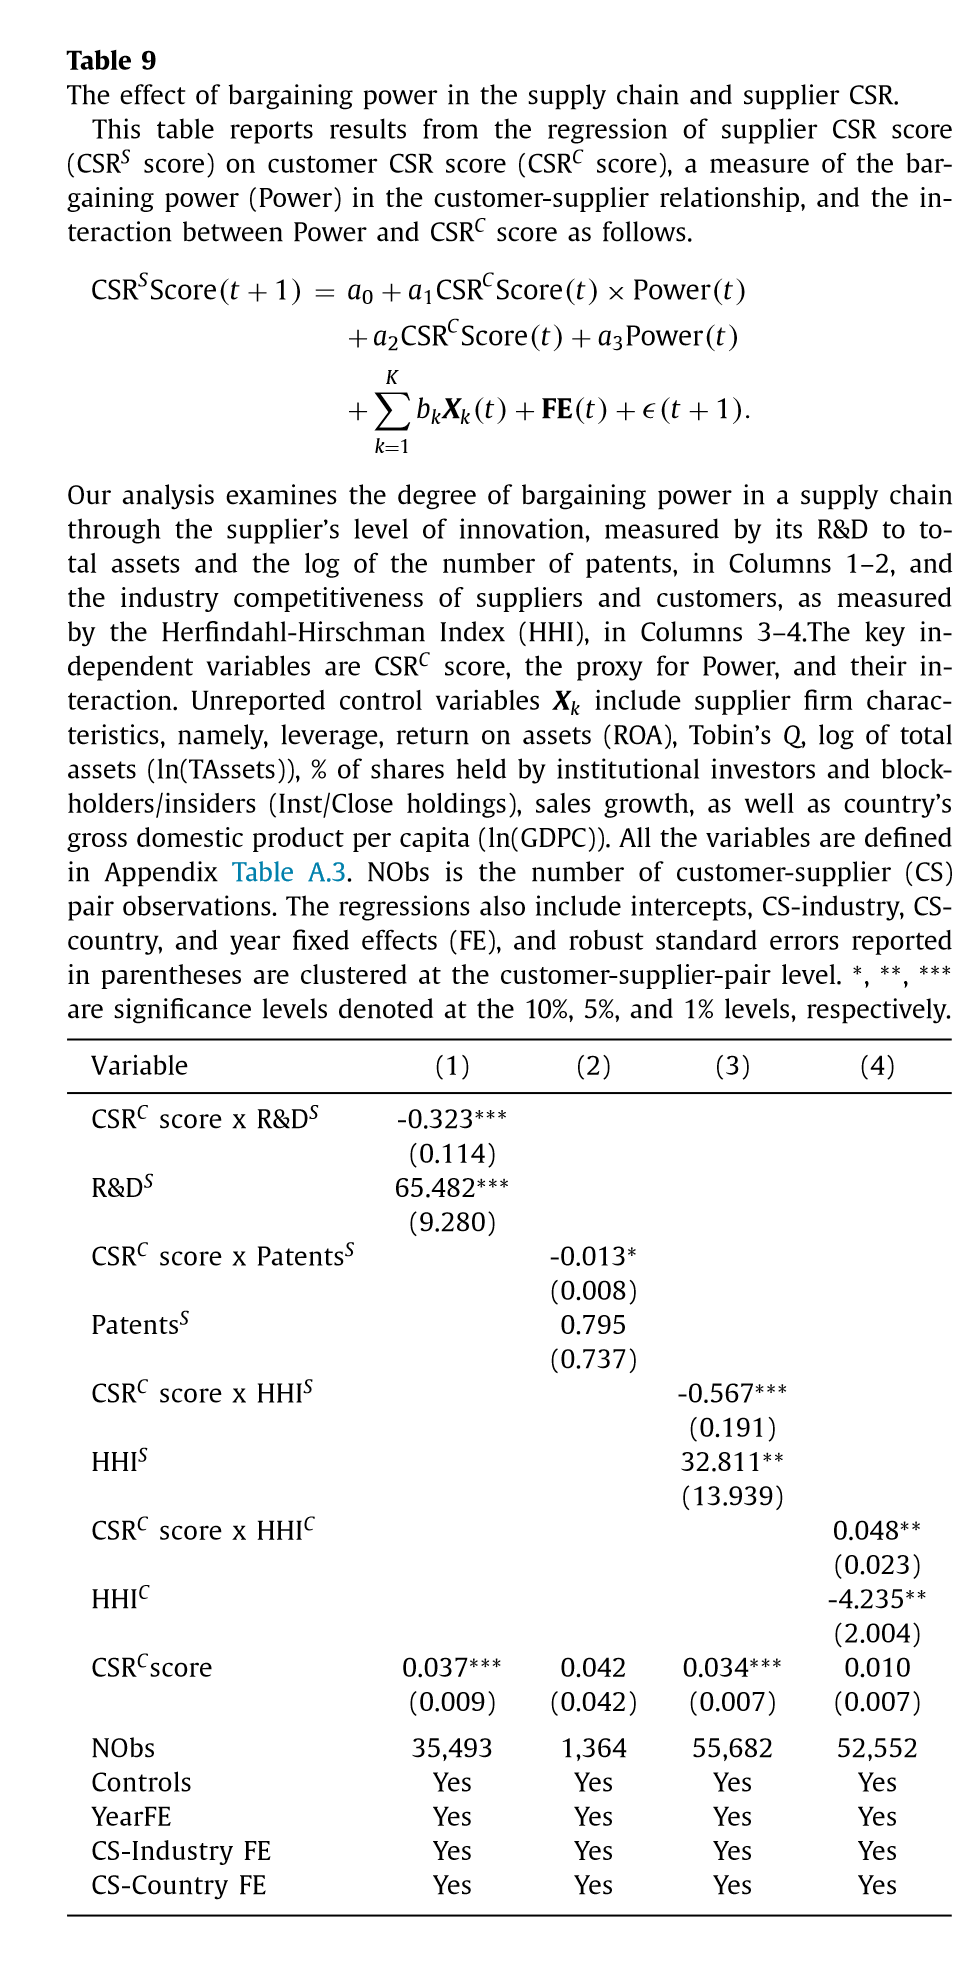 Table 9
The effect of bargaining power in the supply chain and supplier CSR.
This table reports results from the regression of supplier CSR score
(CSR^S score) on customer CSR score (CSR^C score), a measure of the bar-
gaining power (Power) in the customer-supplier relationship, and the in-
teraction between Power and CSR^C score as follows.
CSR^S Score(t + 1) = a_0 + a_1 CSR^C Score(t) × Power(t)
+ a_2 CSR^C Score(t) + a_3 Power(t)
+ ∑_{k=1}^{K} b_k X_k(t) + FE(t) + ϵ(t + 1).
Our analysis examines the degree of bargaining power in a supply chain
through the supplier's level of innovation, measured by its R&D to to-
tal assets and the log of the number of patents, in Columns 1–2, and
the industry competitiveness of suppliers and customers, as measured
by the Herfindahl-Hirschman Index (HHI), in Columns 3–4.The key in-
dependent variables are CSR^C score, the proxy for Power, and their in-
teraction. Unreported control variables X_k include supplier firm charac-
teristics, namely, leverage, return on assets (ROA), Tobin's Q, log of total
assets (ln(TAssets)), % of shares held by institutional investors and block-
holders/insiders (Inst/Close holdings), sales growth, as well as country's
gross domestic product per capita (ln(GDPC)). All the variables are defined
in Appendix Table A.3. NObs is the number of customer-supplier (CS)
pair observations. The regressions also include intercepts, CS-industry, CS-
country, and year fixed effects (FE), and robust standard errors reported
in parentheses are clustered at the customer-supplier-pair level. *, **, ***
are significance levels denoted at the 10%, 5%, and 1% levels, respectively.
Variable (1) (2) (3) (4)
CSR^C score x R&D^S -0.323***
(0.114)
R&D^S 65.482***
(9.280)
CSR^C score x Patents^S -0.013*
(0.008)
Patents^S 0.795
(0.737)
CSR^C score x HHI^S -0.567***
(0.191)
HHI^S 32.811**
(13.939)
CSR^C score x HHI^C 0.048**
(0.023)
HHI^C -4.235**
(2.004)
CSR^C score 0.037*** 0.042 0.034*** 0.010
(0.009) (0.042) (0.007) (0.007)
NObs 35,493 1,364 55,682 52,552
Controls Yes Yes Yes Yes
YearFE Yes Yes Yes Yes
CS-Industry FE Yes Yes Yes Yes
CS-Country FE Yes Yes Yes Yes